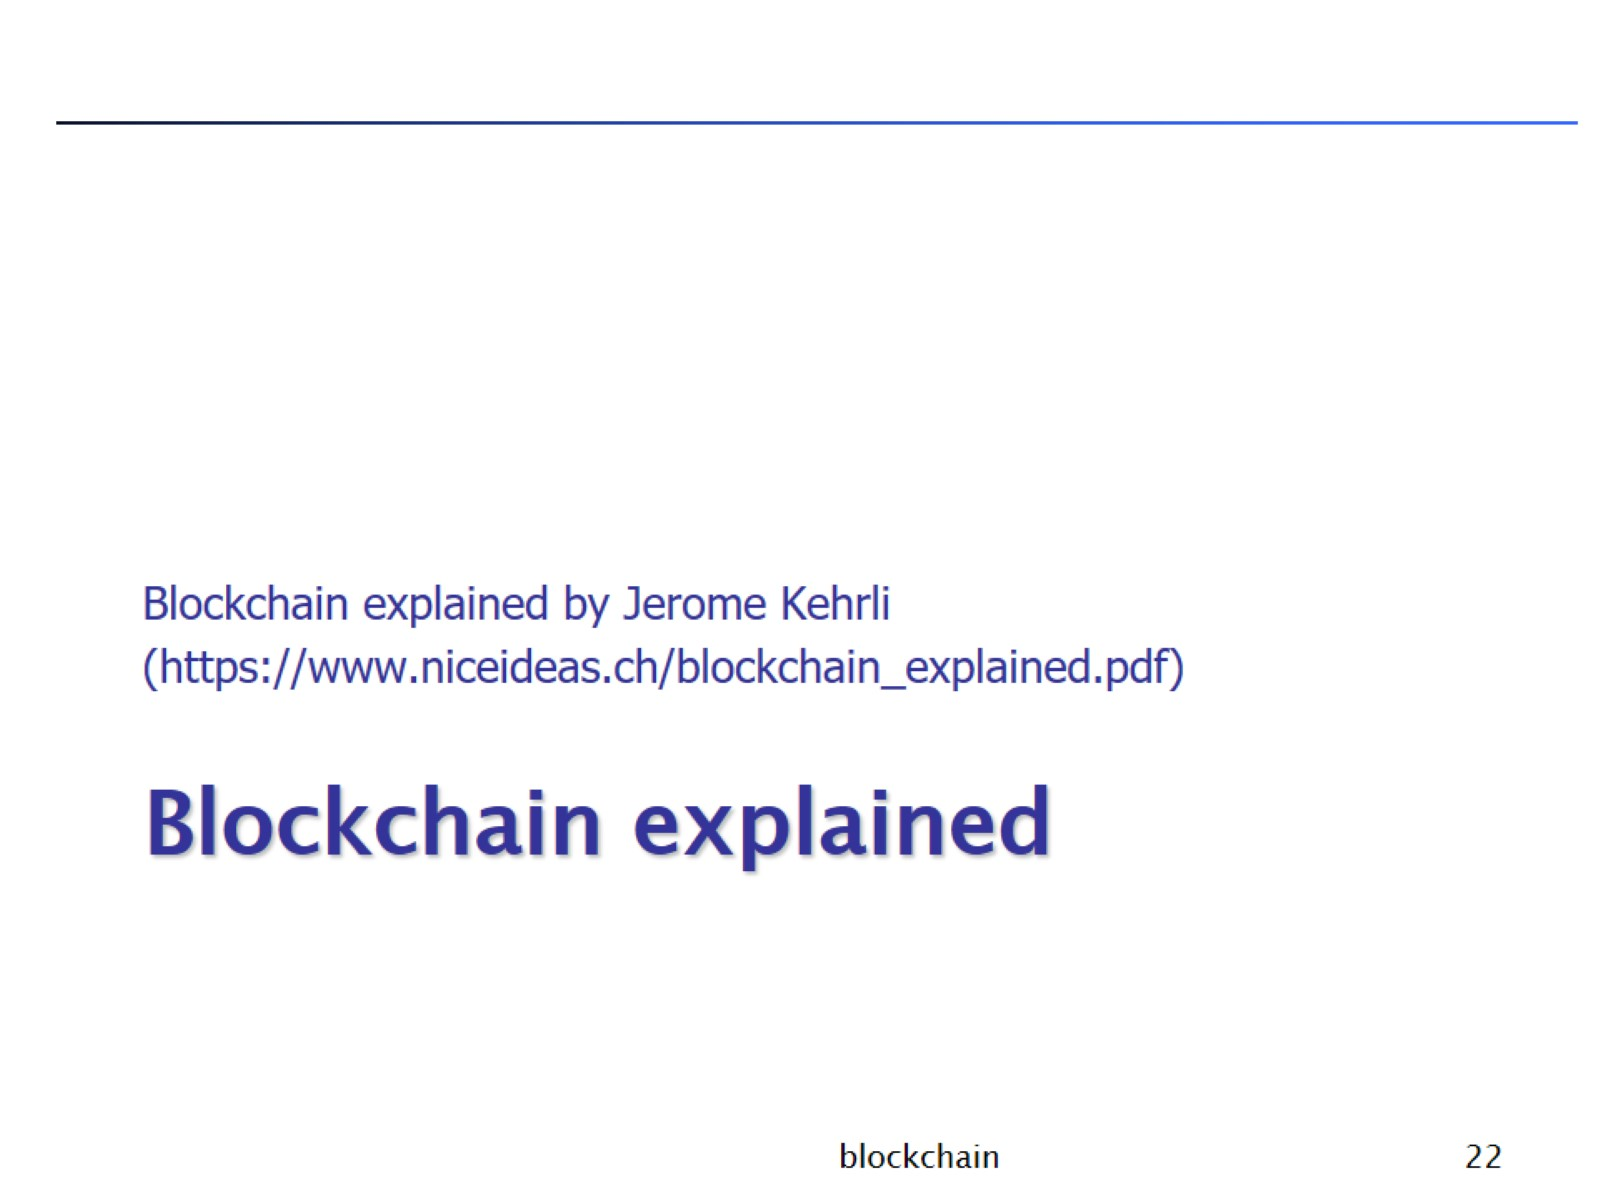 Blockchain explained by Jerome Kehrli
(https://www.niceideas.ch/blockchain_explained.pdf)
Blockchain explained
blockchain
22